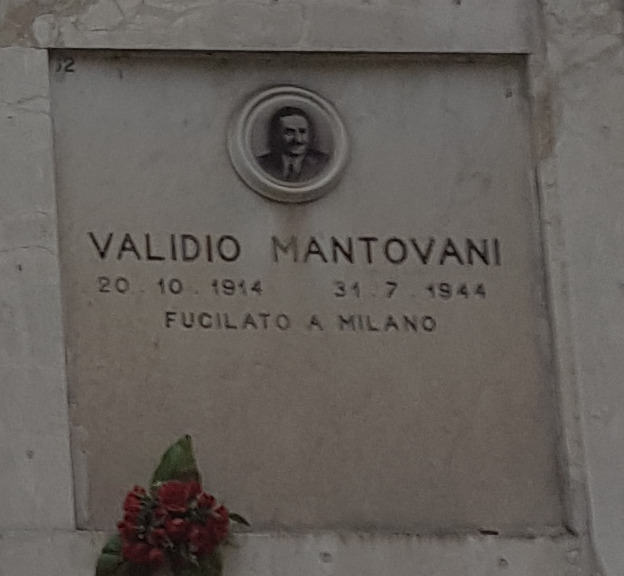 VALIDIO MANTOVANI
20.10.1914 31.7.1944
FUCILATO A MILANO